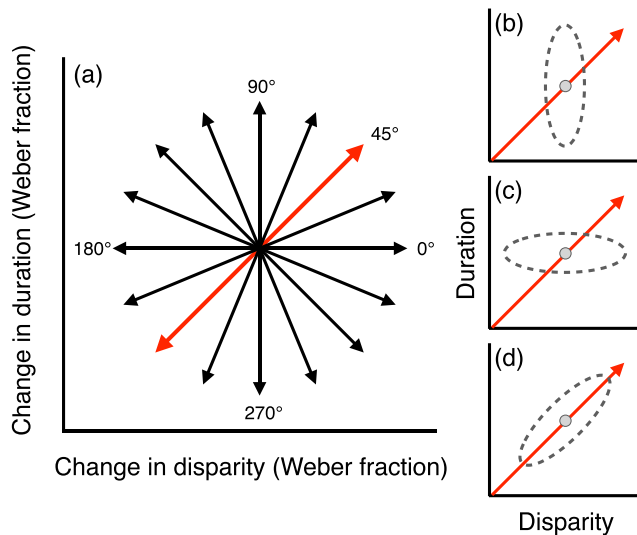 (a)
90°
45°
180°
0°
270°
Change in duration (Weber fraction)
Change in disparity (Weber fraction)
(b)
(c)
(d)
Duration
Disparity